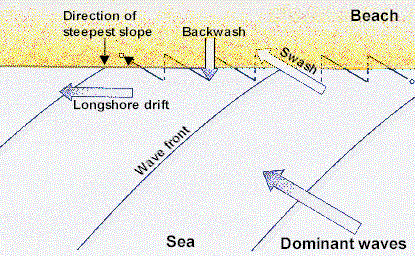 Direction of
steepest slope
Backwash
Beach
Swash
Longshore drift
Wave front
Sea
Dominant waves